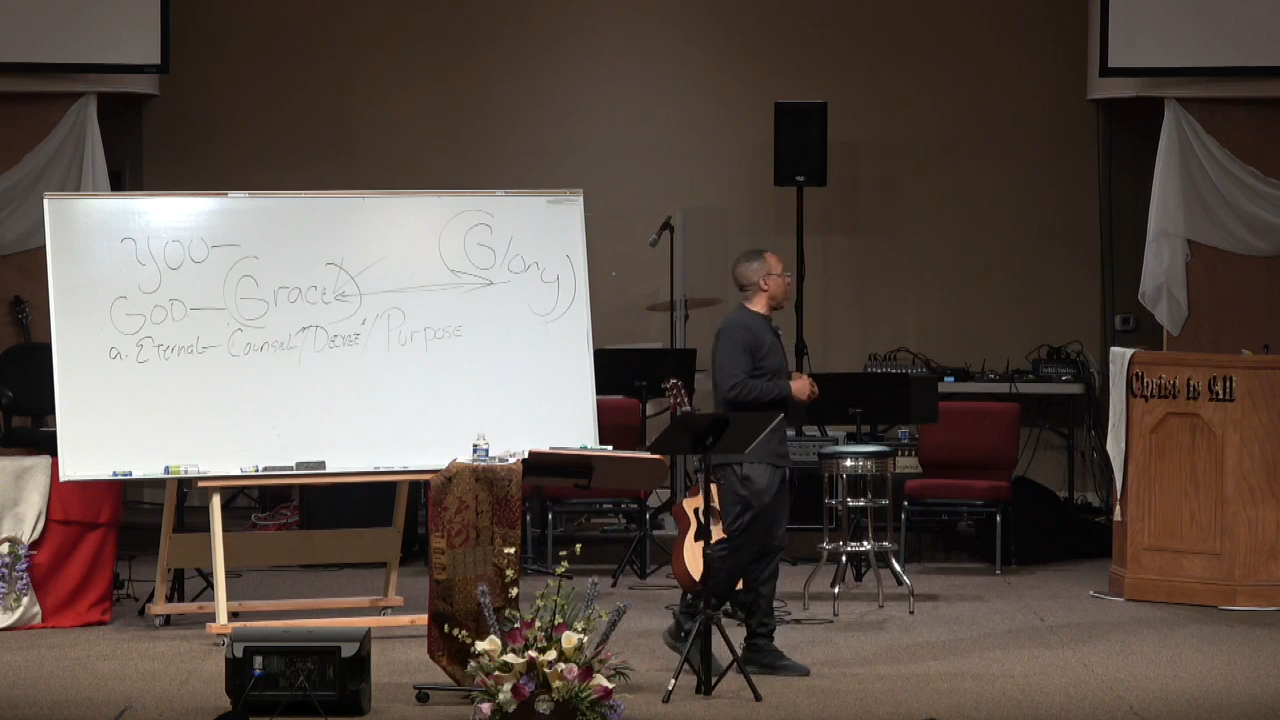 YOU-
Glory)
GOD-(Grace)
a. Eternal- Counsel/"Decree"/Purpose
Christ is All